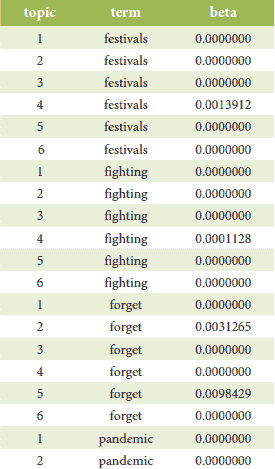 topic term beta
1 festivals 0.0000000
2 festivals 0.0000000
3 festivals 0.0000000
4 festivals 0.0013912
5 festivals 0.0000000
6 festivals 0.0000000
1 fighting 0.0000000
2 fighting 0.0000000
3 fighting 0.0000000
4 fighting 0.0001128
5 fighting 0.0000000
6 fighting 0.0000000
1 forget 0.0000000
2 forget 0.0031265
3 forget 0.0000000
4 forget 0.0000000
5 forget 0.0098429
6 forget 0.0000000
1 pandemic 0.0000000
2 pandemic 0.0000000